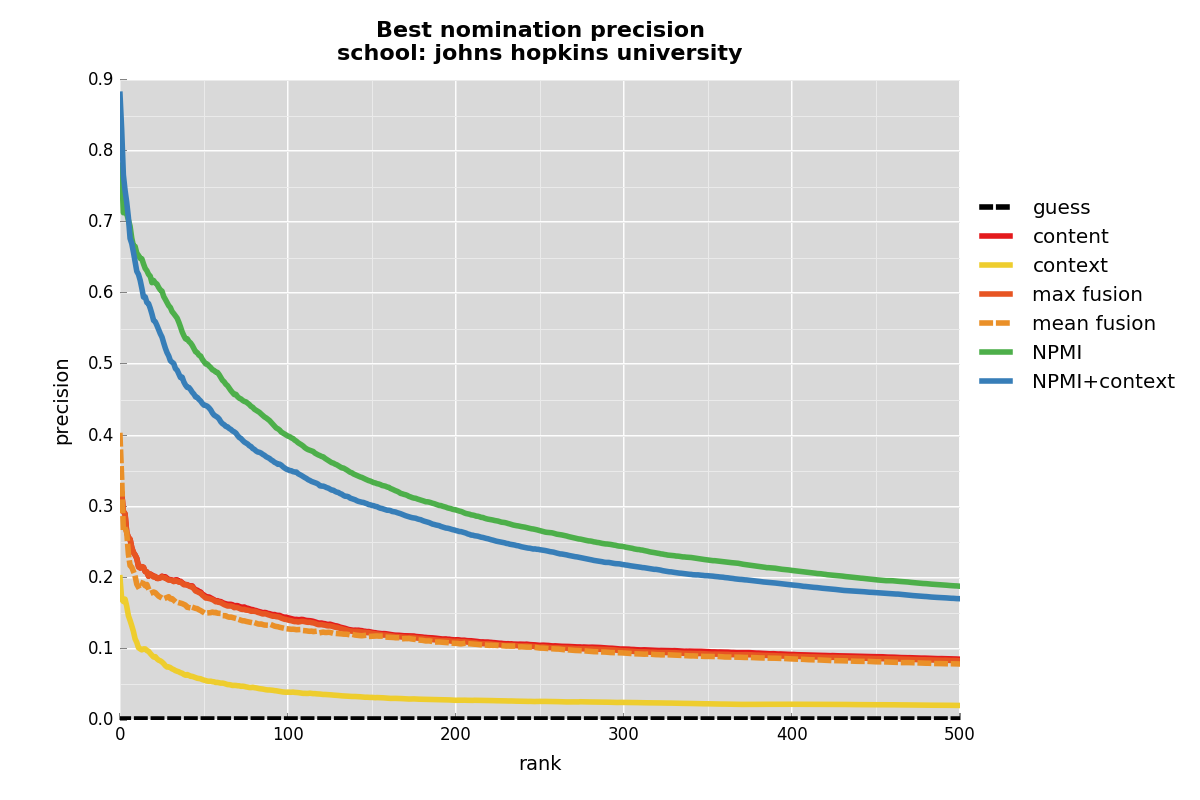 Best nomination precision
school: johns hopkins university
precision
0.9
0.8
0.7
0.6
0.5
0.4
0.3
0.2
0.1
0.0
0 100 200 300 400 500
rank
guess
content
context
max fusion
mean fusion
NPMI
NPMI+context